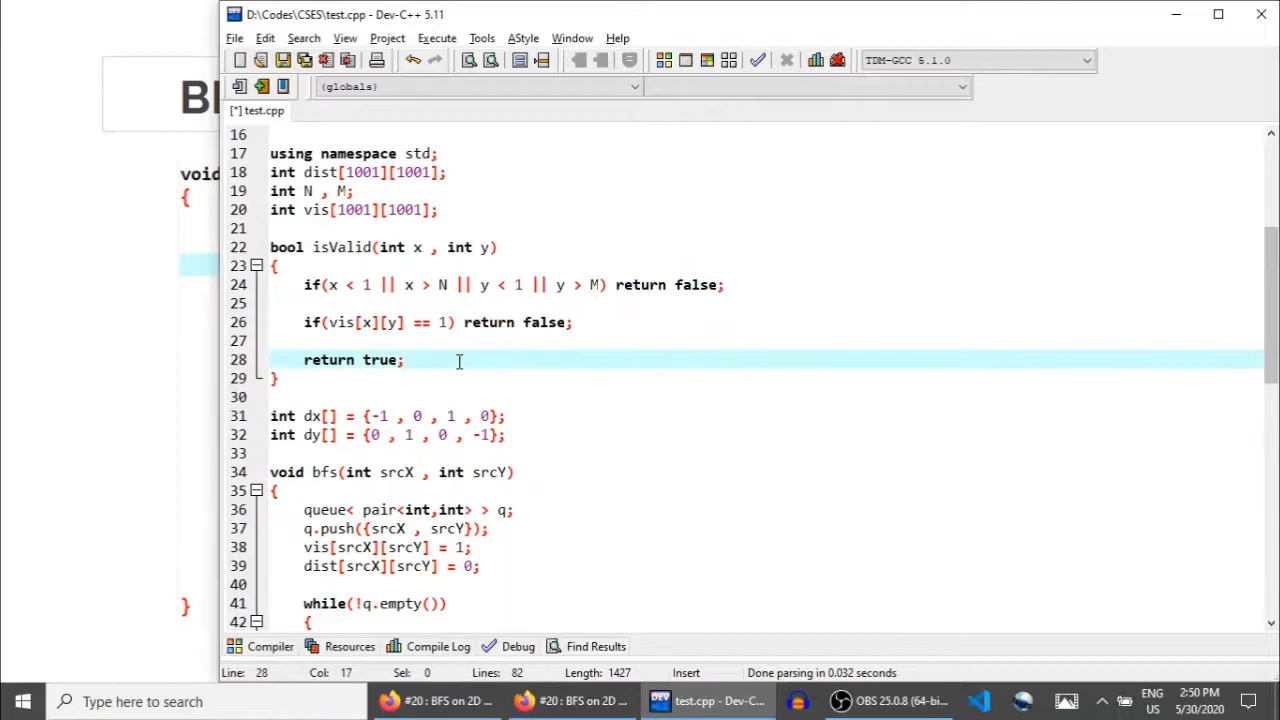 D:\Codes\CSES\test.cpp - Dev-C++ 5.11
File Edit Search View Project Execute Tools AStyle Window Help
TDM-GCC 5.1.0
(globals)
[*] test.cpp
16
17 using namespace std;
18 int dist[1001][1001];
19 int N , M;
20 int vis[1001][1001];
21
22 bool isValid(int x , int y)
23 {
24 if(x < 1 || x > N || y < 1 || y > M) return false;
25
26 if(vis[x][y] == 1) return false;
27
28 return true;
29 }
30
31 int dx[] = {-1 , 0 , 1 , 0};
32 int dy[] = {0 , 1 , 0 , -1};
33
34 void bfs(int srcX , int srcY)
35 {
36 queue< pair<int,int> > q;
37 q.push({srcX , srcY});
38 vis[srcX][srcY] = 1;
39 dist[srcX][srcY] = 0;
40
41 while(!q.empty())
42 {
void
{
}
Compiler Resources Compile Log Debug Find Results
Line: 28 Col: 17 Sel: 0 Lines: 82 Length: 1427 Insert Done parsing in 0.032 seconds
Type here to search
#20 : BFS on 2D ...
#20 : BFS on 2D ...
test.cpp - Dev-C...
OBS 25.0.8 (64-bi...
ENG
US
2:50 PM
5/30/2020